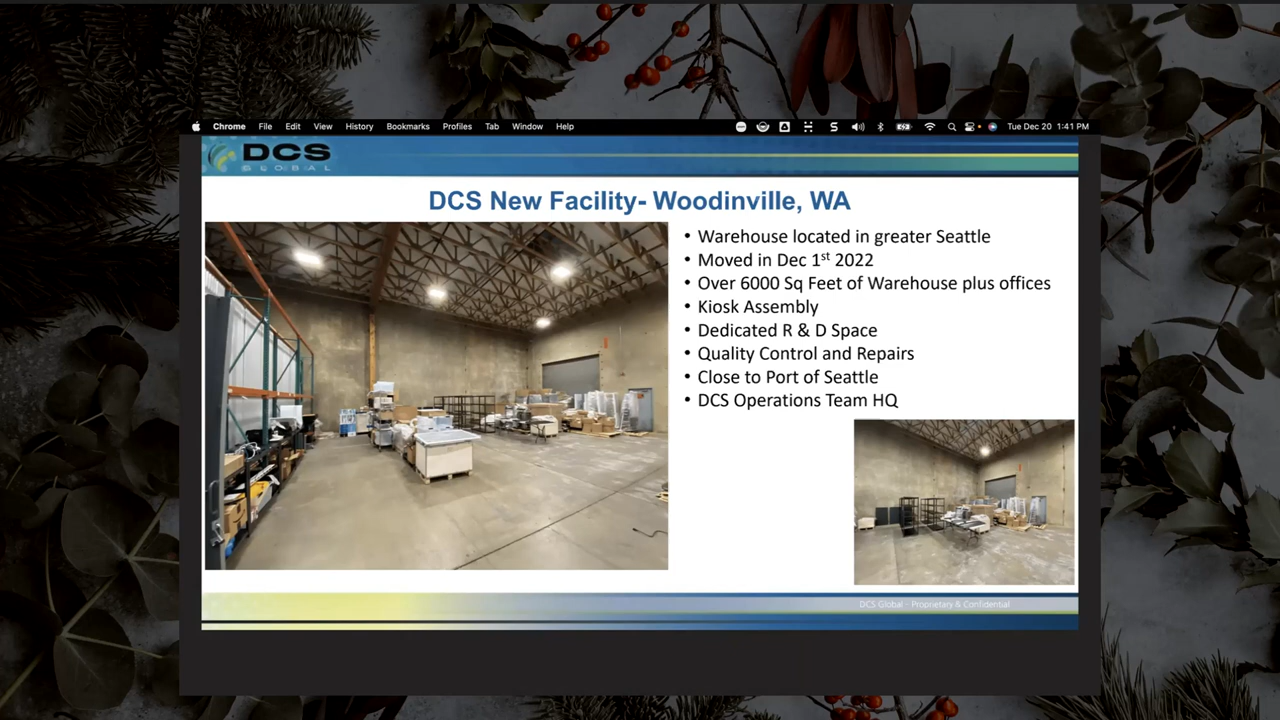 Chrome File Edit View History Bookmarks Profiles Tab Window Help Tue Dec 20 1:41 PM
DCS
GLOBAL
DCS New Facility- Woodinville, WA
• Warehouse located in greater Seattle
• Moved in Dec 1st 2022
• Over 6000 Sq Feet of Warehouse plus offices
• Kiosk Assembly
• Dedicated R & D Space
• Quality Control and Repairs
• Close to Port of Seattle
• DCS Operations Team HQ
DCS Global - Proprietary & Confidential